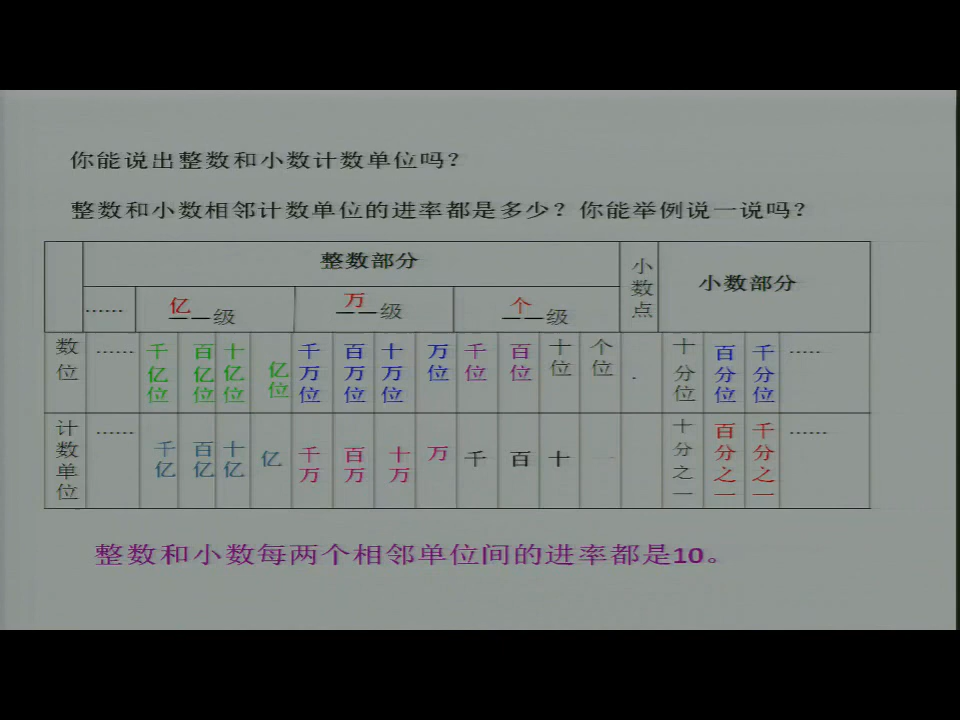 你能说出整数和小数计数单位吗？
整数和小数相邻计数单位的进率都是多少？你能举例说一说吗？
整数部分 小数点 小数部分
…… 亿——级 万——级 个——级
数位 …… 千亿位 百亿位 十亿位 亿位 千万位 百万位 十万位 万位 千位 百位 十位 个位 . 十分位 百分位 千分位 ……
计数单位 …… 千亿 百亿 十亿 亿 千万 百万 十万 万 千 百 十 一 十分之一 百分之一 千分之一 ……
整数和小数每两个相邻单位间的进率都是10。